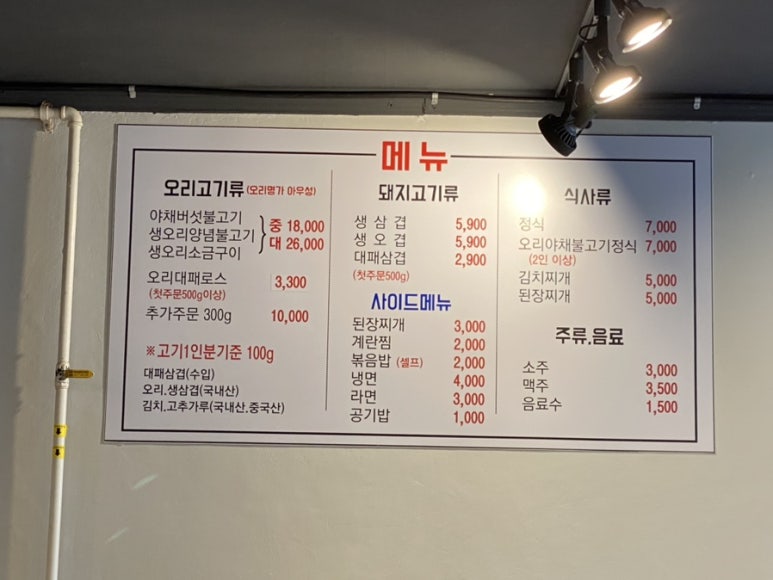 메뉴
오리고기류 (오리명가 아우성)
야채버섯불고기
생오리양념불고기
생오리소금구이
중 18,000
대 26,000
오리대패로스 3,300
(첫주문500g이상)
추가주문 300g 10,000
※고기1인분기준 100g
대패삼겹(수입)
오리.생삼겹(국내산)
김치.고추가루(국내산.중국산)
돼지고기류
생 삼 겹 5,900
생 오 겹 5,900
대패삼겹 2,900
(첫주문500g)
사이드메뉴
된장찌개 3,000
계란찜 2,000
볶음밥 (셀프) 2,000
냉면 4,000
라면 3,000
공기밥 1,000
식사류
정식 7,000
오리야채불고기정식 7,000
(2인 이상)
김치찌개 5,000
된장찌개 5,000
주류.음료
소주 3,000
맥주 3,500
음료수 1,500